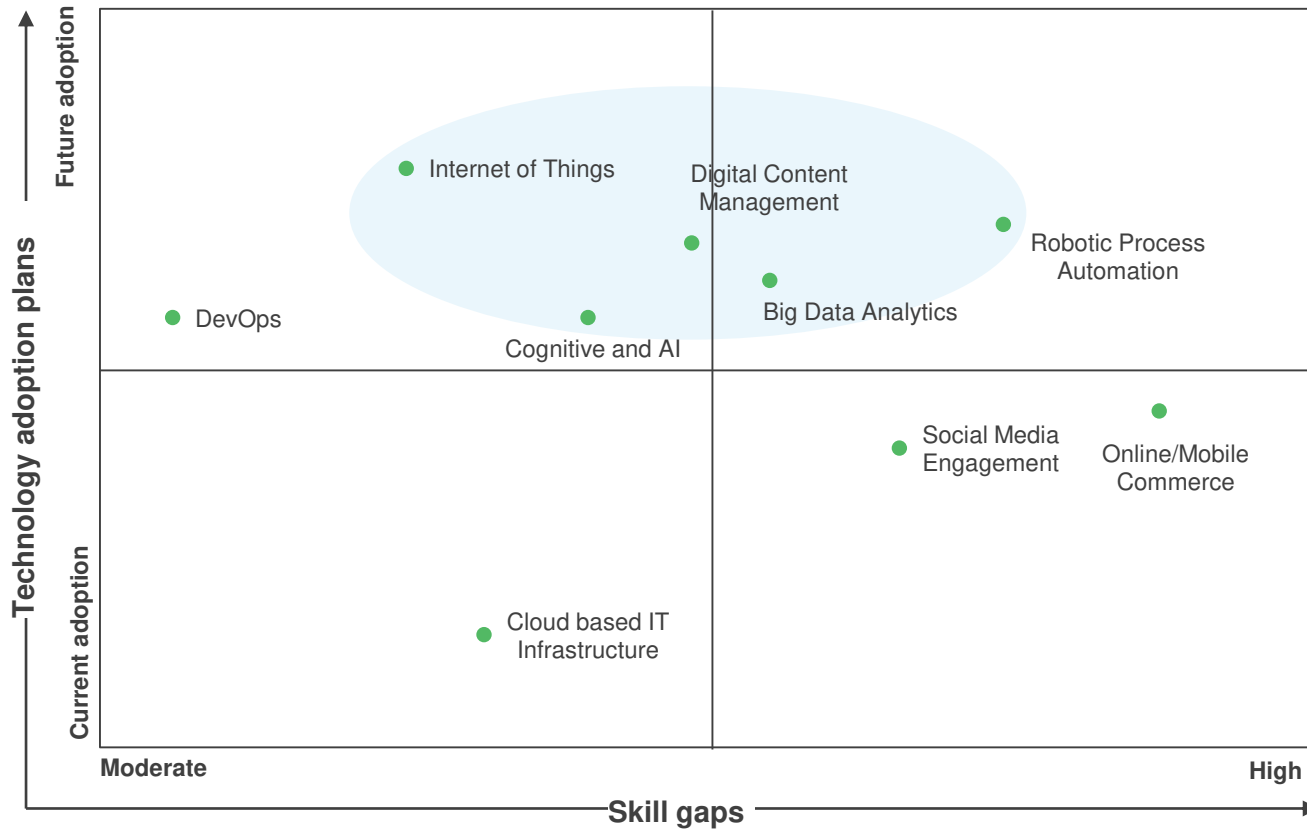 Future adoption
Technology adoption plans
Current adoption
Internet of Things
Digital Content
Management
Robotic Process
Automation
DevOps
Big Data Analytics
Cognitive and AI
Social Media
Engagement
Online/Mobile
Commerce
Cloud based IT
Infrastructure
Moderate
High
Skill gaps